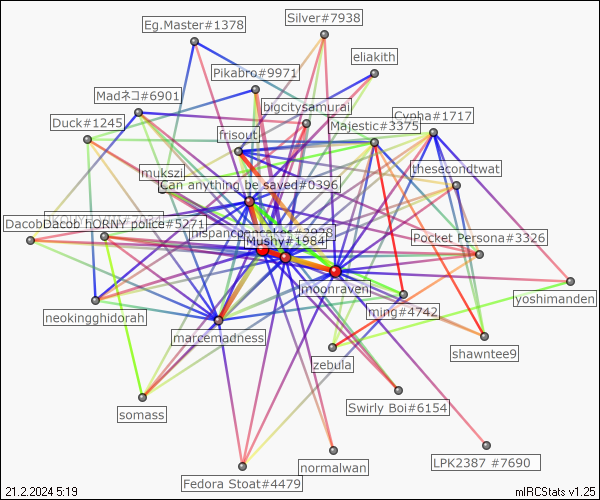 Silver#7938
Eg.Master#1378
eliakith
Pikabro#9971
Madネコ#6901
bigcitysamurai
Duck#1245
Cypha#1717
Majestic#3375
frisout
thesecondtwat
mukszi
Can anything be saved#0396
Dacob
Dacob hORNY police#5271
Mushy#1984
Pocket Persona#3326
moonraven
yoshimanden
neokingghidorah
ming#4742
marcemadness
shawntee9
zebula
Swirly Boi#6154
somass
LPK2387 #7690
normalwan
Fedora Stoat#4479
21.2.2024 5:19
mIRCStats v1.25